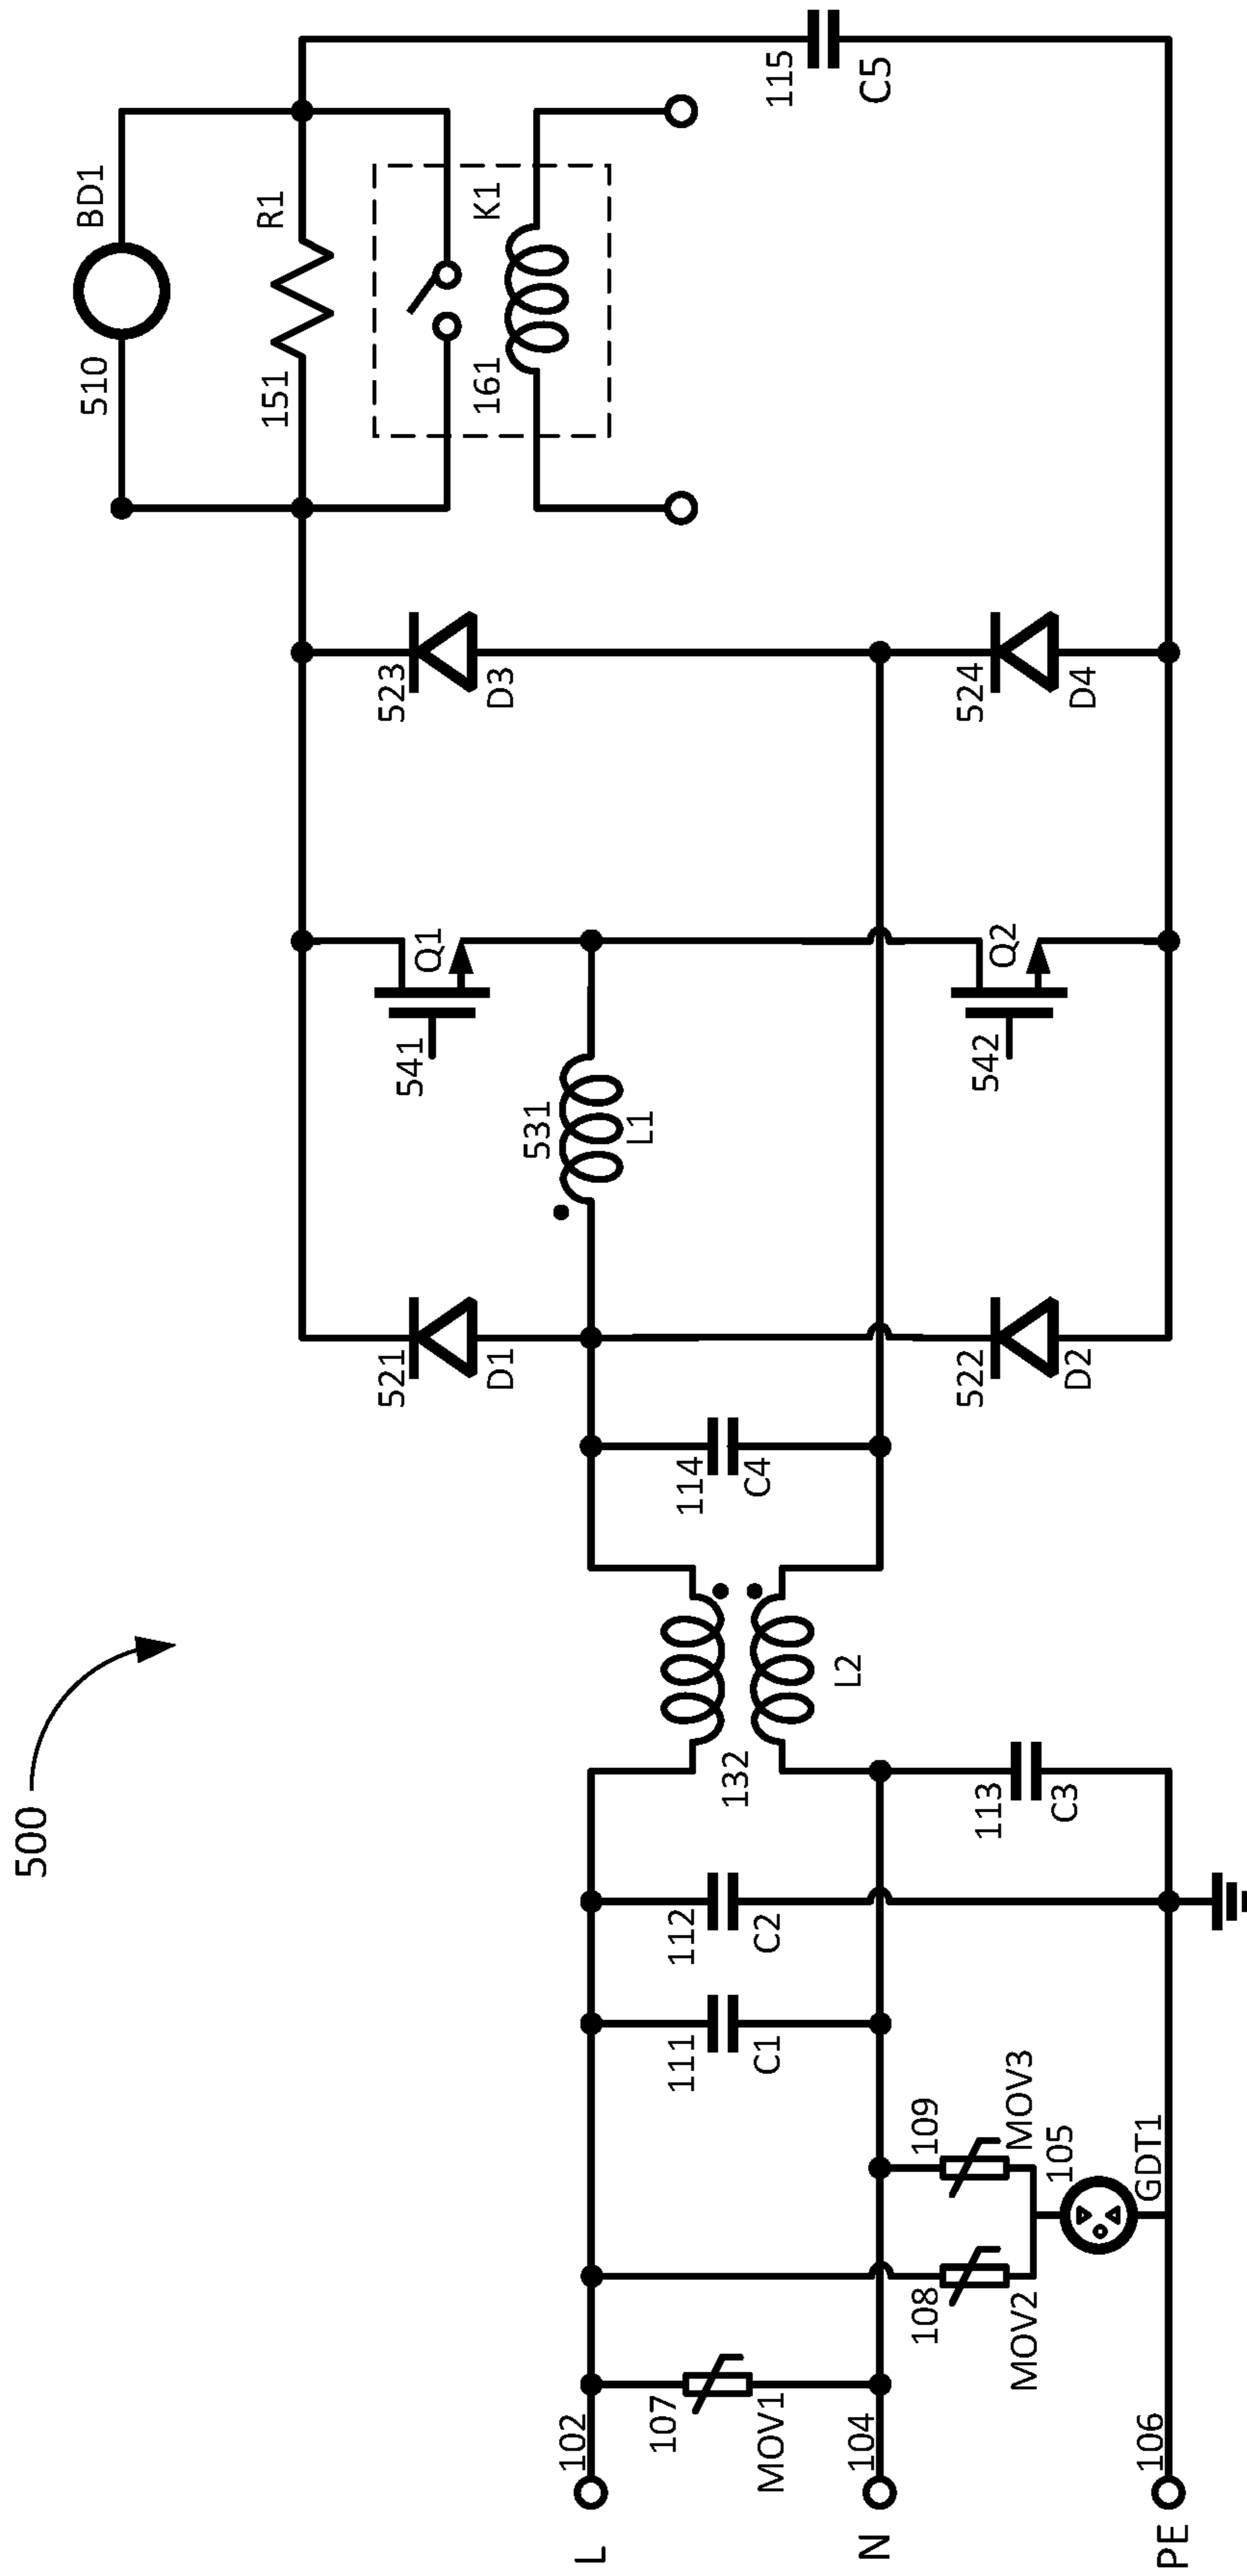 500
L
102
N
104
PE
106
107
MOV1
108
MOV2
109
MOV3
105
GDT1
111
C1
112
C2
113
C3
132
L2
114
C4
521
D1
522
D2
531
L1
541
Q1
542
Q2
523
D3
524
D4
510
BD1
151
R1
161
K1
115
C5